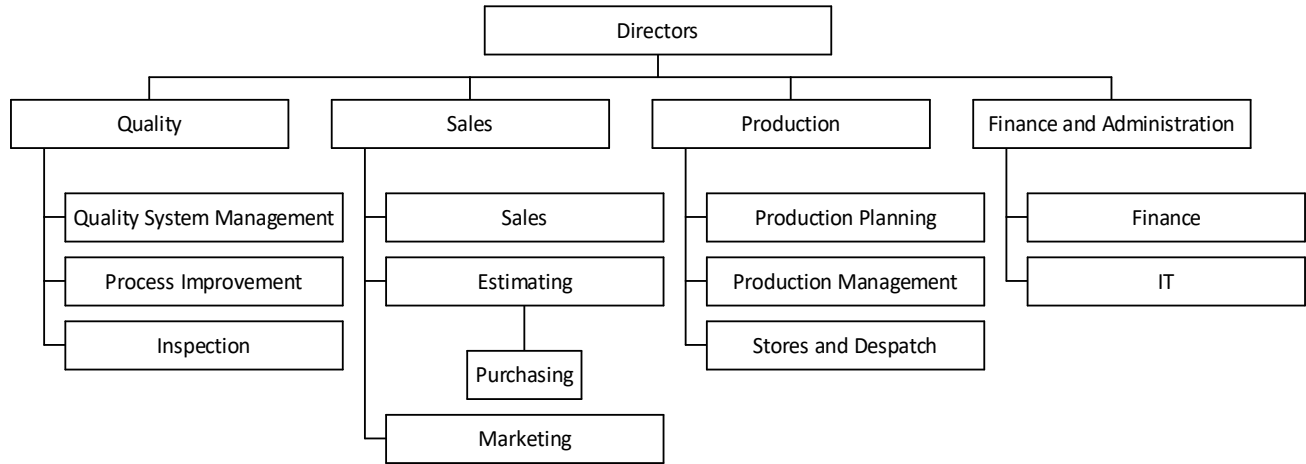 Directors
Quality
Sales
Production
Finance and Administration
Quality System Management
Process Improvement
Inspection
Sales
Estimating
Purchasing
Marketing
Production Planning
Production Management
Stores and Despatch
Finance
IT